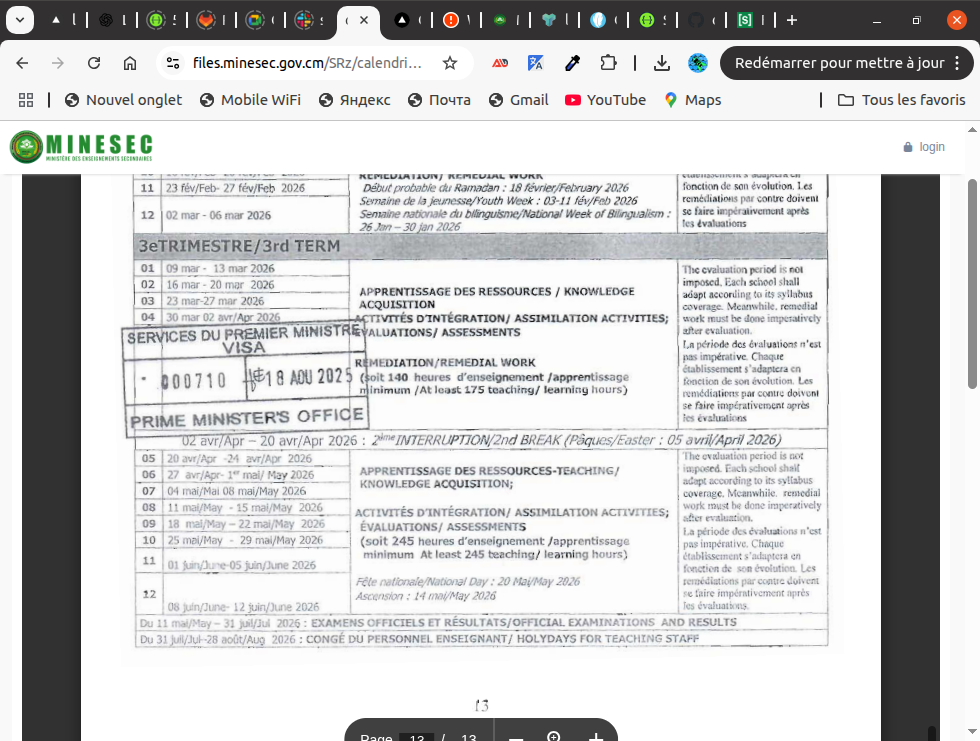 files.minesec.gov.cm/SRz/calendri...
Redémarrer pour mettre à jour
Nouvel onglet
Mobile WiFi
Яндекс
Почта
Gmail
YouTube
Maps
Tous les favoris
MINESEC
MINISTÈRE DES ENSEIGNEMENTS SECONDAIRES
login
REMEDIATION/ REMEDIAL WORK
11 23 fév/Feb- 27 fév/Feb 2026
Début probable du Ramadan : 18 février/February 2026
Semaine de la jeunesse/Youth Week : 03-11 fév/Feb 2026
12 02 mar - 06 mar 2026
Semaine nationale du bilinguisme/National Week of Bilingualism :
26 Jan – 30 jan 2026
établissement s'adaptera en
fonction de son évolution. Les
remédiations par contre doivent
se faire impérativement après
les évaluations
3eTRIMESTRE/3rd TERM
01 09 mar - 13 mar 2026
02 16 mar - 20 mar 2026
03 23 mar-27 mar 2026
04 30 mar 02 avr/Apr 2026
APPRENTISSAGE DES RESSOURCES / KNOWLEDGE
ACQUISITION
ACTIVITÉS D'INTÉGRATION/ ASSIMILATION ACTIVITIES;
EVALUATIONS/ ASSESSMENTS
REMEDIATION/REMEDIAL WORK
(soit 140 heures d'enseignement /apprentissage
minimum /At least 175 teaching/ learning hours)
The evaluation period is not
imposed. Each school shall
adapt according to its syllabus
coverage. Meanwhile, remedial
work must be done imperatively
after evaluation.
La période des évaluations n'est
pas impérative. Chaque
établissement s'adaptera en
fonction de son évolution. Les
remédiations par contre doivent
se faire impérativement après
les évaluations
SERVICES DU PREMIER MINISTRE
VISA
000710
18 AOU 2025
PRIME MINISTER'S OFFICE
02 avr/Apr – 20 avr/Apr 2026 : 2ème INTERRUPTION/2nd BREAK (Pâques/Easter : 05 avril/April 2026)
05 20 avr/Apr -24 avr/Apr 2026
06 27 avr/Apr- 1er mai/ May 2026
07 04 mai/Mai 08 mai/May 2026
08 11 mai/May - 15 mai/May 2026
09 18 mai/May – 22 mai/May 2026
10 25 mai/May - 29 mai/May 2026
11 01 juin/June-05 juin/June 2026
12 08 juin/June- 12 juin/June 2026
APPRENTISSAGE DES RESSOURCES-TEACHING/
KNOWLEDGE ACQUISITION;
ACTIVITÉS D'INTÉGRATION/ ASSIMILATION ACTIVITIES;
ÉVALUATIONS/ ASSESSMENTS
(soit 245 heures d'enseignement /apprentissage
minimum At least 245 teaching/ learning hours)
Fête nationale/National Day : 20 Mai/May 2026
Ascension : 14 mai/May 2026
The evaluation period is not
imposed. Each school shall
adapt according to its syllabus
coverage. Meanwhile, remedial
work must be done imperatively
after evaluation.
La période des évaluations n'est
pas impérative. Chaque
établissement s'adaptera en
fonction de son évolution. Les
remédiations par contre doivent
se faire impérativement après
les évaluations.
Du 11 mai/May – 31 juil/Jul 2026 : EXAMENS OFFICIELS ET RÉSULTATS/OFFICIAL EXAMINATIONS AND RESULTS
Du 31 juil/Jul-28 août/Aug 2026 : CONGÉ DU PERSONNEL ENSEIGNANT/ HOLYDAYS FOR TEACHING STAFF
13
Page 13 / 13